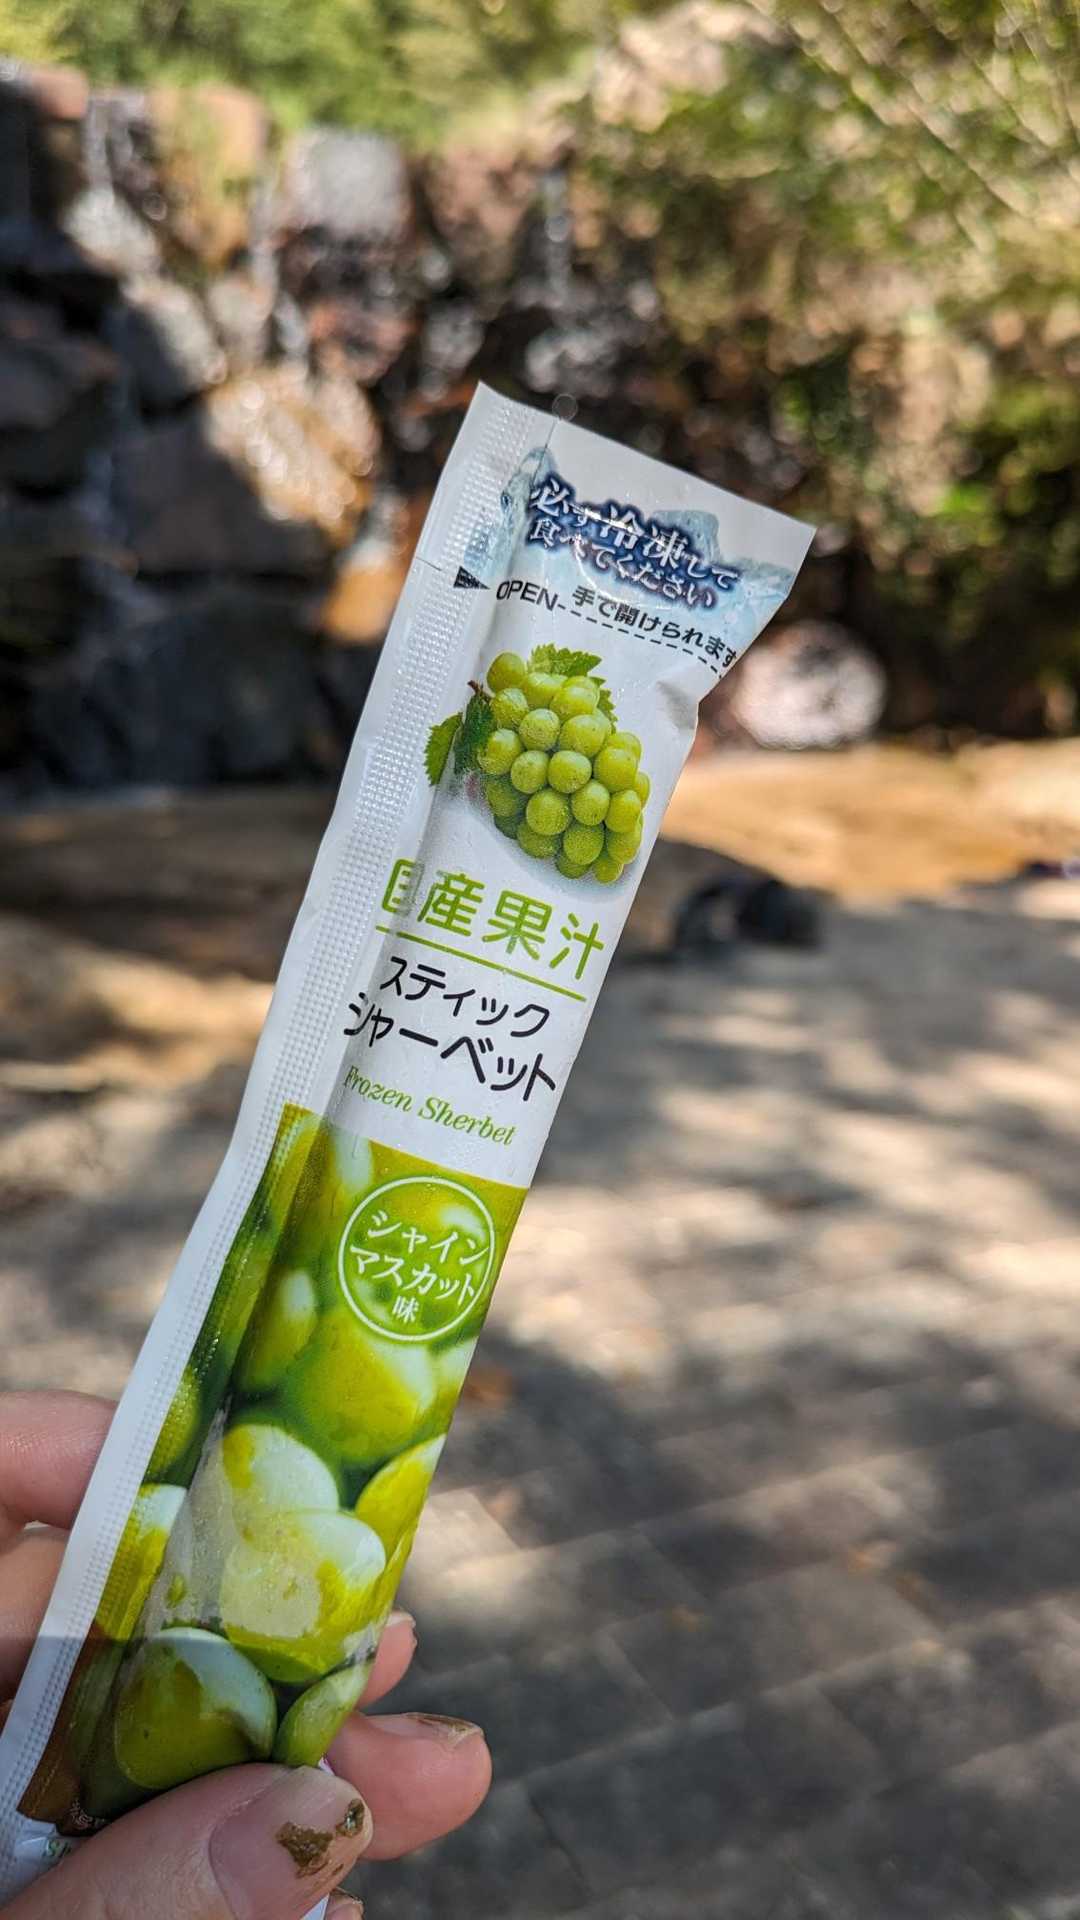 必ず冷凍して
食べてください
OPEN- 手で開けられます
国産果汁
スティック
シャーベット
Frozen Sherbet
シャイン
マスカット
味